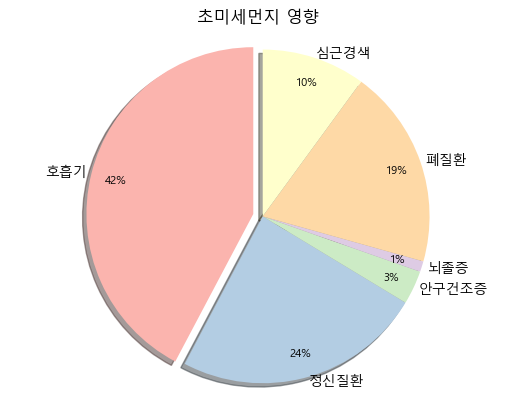 초미세먼지 영향
심근경색
10%
폐질환
19%
호흡기
42%
1%
뇌졸증
3%
안구건조증
24%
정신질환